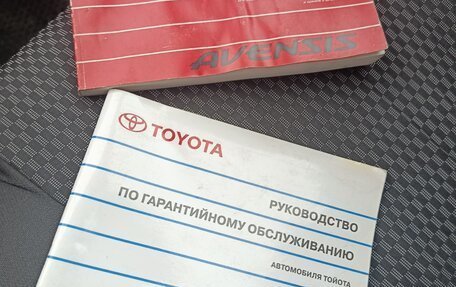 AVENSIS
TOYOTA
РУКОВОДСТВО
ПО ГАРАНТИЙНОМУ ОБСЛУЖИВАНИЮ
АВТОМОБИЛЯ ТОЙОТА